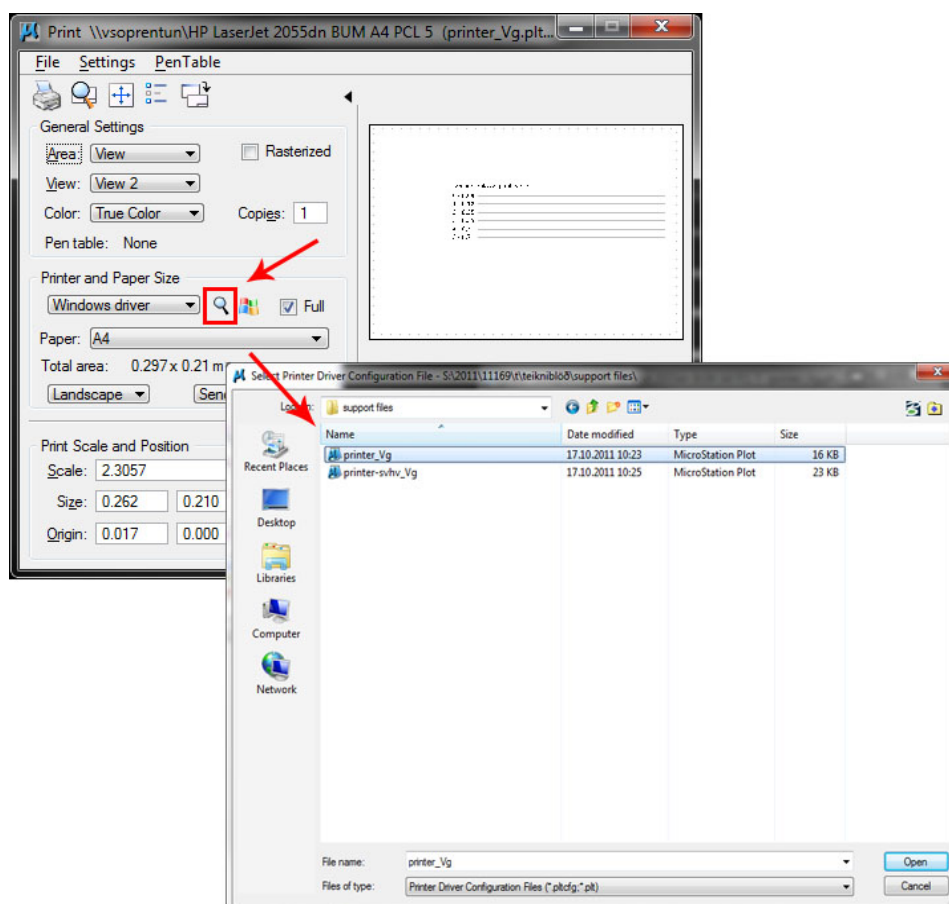 Print \\vsoprentun\HP LaserJet 2055dn BUM A4 PCL 5 (printer_Vg.plt...
File Settings PenTable
General Settings
Area: View
Rasterized
View: View 2
Color: True Color Copies: 1
Pen table: None
Printer and Paper Size
Windows driver Full
Paper: A4
Total area: 0.297 x 0.21 m
Landscape
Print Scale and Position
Scale: 2.3057
Size: 0.262 0.210
Origin: 0.017 0.000
Select Printer Driver Configuration File - S:\2011\11169\t\teikniblöð\support files\
support files
Name Date modified Type Size
printer_Vg 17.10.2011 10:23 MicroStation Plot 16 KB
printer-svhv_Vg 17.10.2011 10:25 MicroStation Plot 23 KB
Recent Places
Desktop
Libraries
Computer
Network
File name: printer_Vg Open
Files of type: Printer Driver Configuration Files (*.pltcfg;*.plt) Cancel